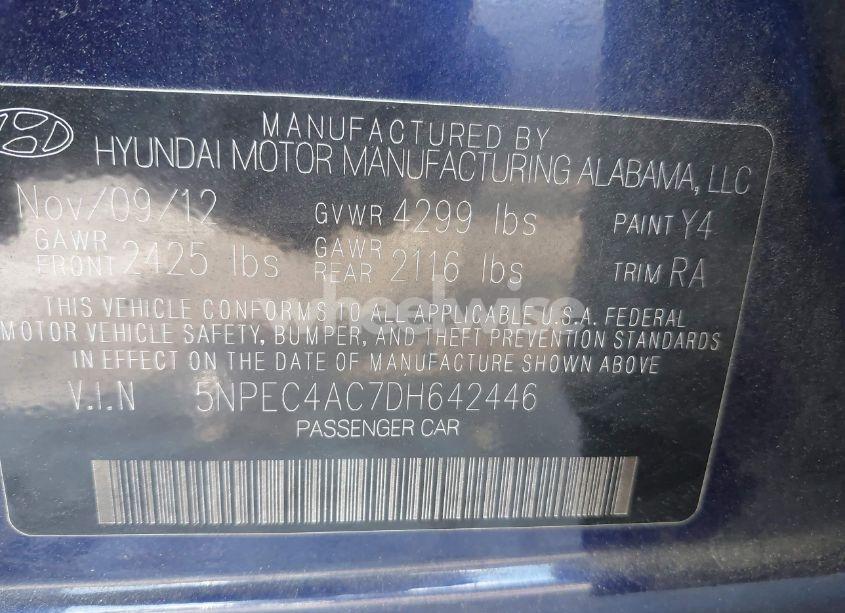 MANUFACTURED BY
HYUNDAI MOTOR MANUFACTURING ALABAMA, LLC
Nov/09/12 GVWR 4299 lbs PAINT Y4
GAWR FRONT 2425 lbs GAWR REAR 2116 lbs TRIM RA
THIS VEHICLE CONFORMS TO ALL APPLICABLE U.S.A. FEDERAL
MOTOR VEHICLE SAFETY, BUMPER, AND THEFT PREVENTION STANDARDS
IN EFFECT ON THE DATE OF MANUFACTURE SHOWN ABOVE.
V.I.N 5NPEC4AC7DH642446
PASSENGER CAR
wheelwise